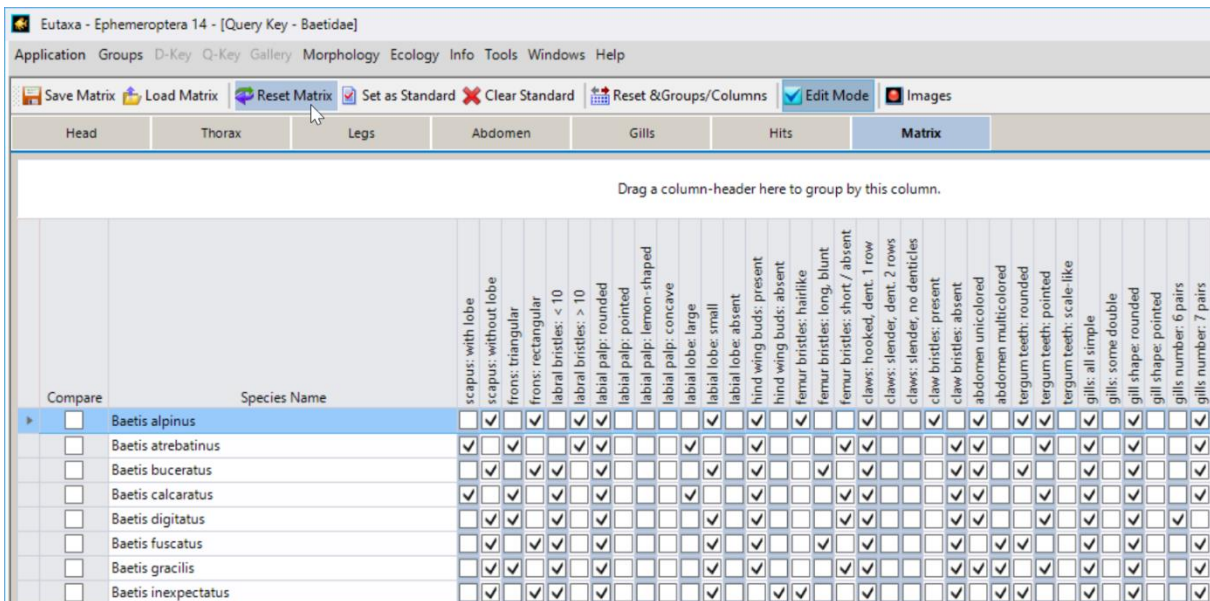 Eutaxa - Ephemeroptera 14 - [Query Key - Baetidae]
Application Groups D-Key Q-Key Gallery Morphology Ecology Info Tools Windows Help
Save Matrix Load Matrix Reset Matrix Set as Standard Clear Standard Reset &Groups/Columns Edit Mode Images
Head Thorax Legs Abdomen Gills Hits Matrix
Drag a column-header here to group by this column.
Compare
Species Name
scapus: with lobe
scapus: without lobe
frons: triangular
frons: rectangular
labral bristles: < 10
labral bristles: > 10
labial palp: rounded
labial palp: pointed
labial palp: lemon-shaped
labial palp: concave
labial lobe: large
labial lobe: small
labial lobe: absent
hind wing buds: present
hind wing buds: absent
femur bristles: hairlike
femur bristles: long, blunt
femur bristles: short / absent
claws: hooked, dent. 1 row
claws: slender, dent. 2 rows
claws: slender, no denticles
claw bristles: present
claw bristles: absent
abdomen unicolored
abdomen multicolored
tergum teeth: rounded
tergum teeth: pointed
tergum teeth: scale-like
gills: all simple
gills: some double
gill shape: rounded
gill shape: pointed
gills number: 6 pairs
gills number: 7 pairs
Baetis alpinus
Baetis atrebatinus
Baetis buceratus
Baetis calcaratus
Baetis digitatus
Baetis fuscatus
Baetis gracilis
Baetis inexpectatus